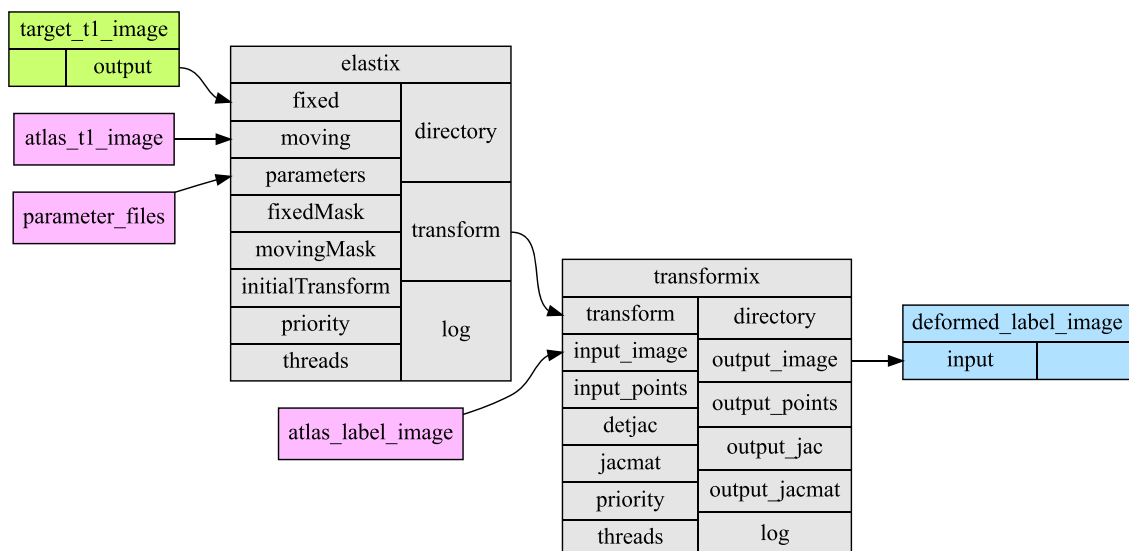 target_t1_image
output
atlas_t1_image
parameter_files
elastix
fixed
moving
parameters
fixedMask
movingMask
initialTransform
priority
threads
directory
transform
log
atlas_label_image
transformix
transform
input_image
input_points
detjac
jacmat
priority
threads
directory
output_image
output_points
output_jac
output_jacmat
log
deformed_label_image
input